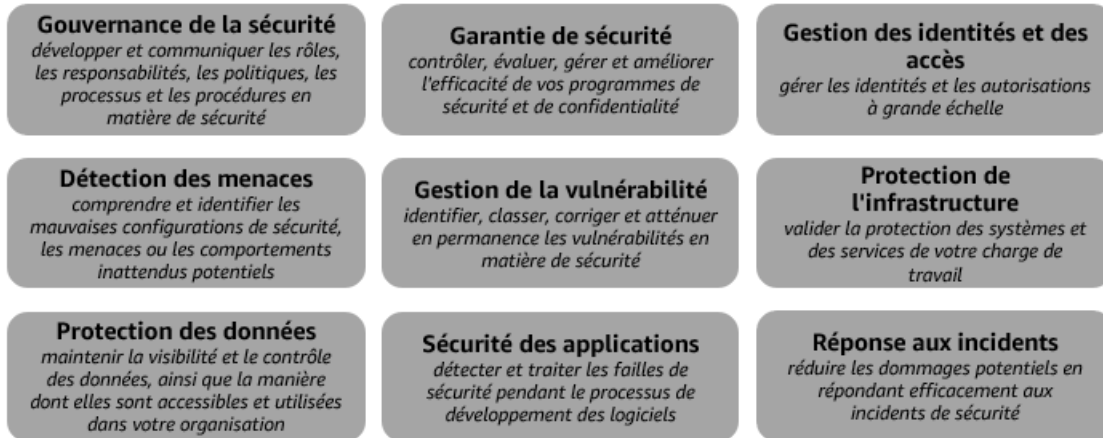 Gouvernance de la sécurité
développer et communiquer les rôles,
les responsabilités, les politiques, les
processus et les procédures en
matière de sécurité
Garantie de sécurité
contrôler, évaluer, gérer et améliorer
l'efficacité de vos programmes de
sécurité et de confidentialité
Gestion des identités et des
accès
gérer les identités et les autorisations
à grande échelle
Détection des menaces
comprendre et identifier les
mauvaises configurations de sécurité,
les menaces ou les comportements
inattendus potentiels
Gestion de la vulnérabilité
identifier, classer, corriger et atténuer
en permanence les vulnérabilités en
matière de sécurité
Protection de
l'infrastructure
valider la protection des systèmes et
des services de votre charge de
travail
Protection des données
maintenir la visibilité et le contrôle
des données, ainsi que la manière
dont elles sont accessibles et utilisées
dans votre organisation
Sécurité des applications
détecter et traiter les failles de
sécurité pendant le processus de
développement des logiciels
Réponse aux incidents
réduire les dommages potentiels en
répondant efficacement aux
incidents de sécurité